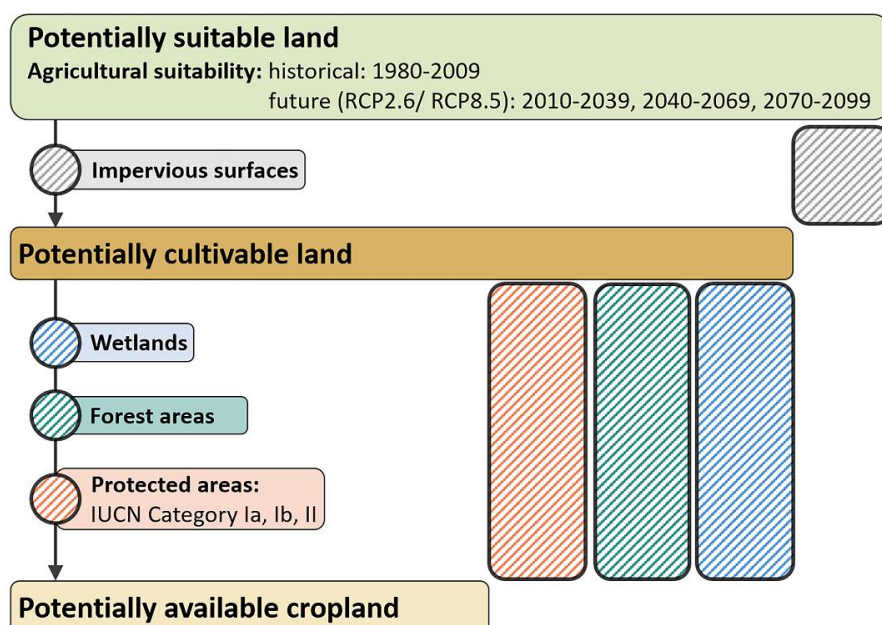 Potentially suitable land
Agricultural suitability: historical: 1980-2009
future (RCP2.6/ RCP8.5): 2010-2039, 2040-2069, 2070-2099
Impervious surfaces
Potentially cultivable land
Wetlands
Forest areas
Protected areas:
IUCN Category Ia, Ib, II
Potentially available cropland